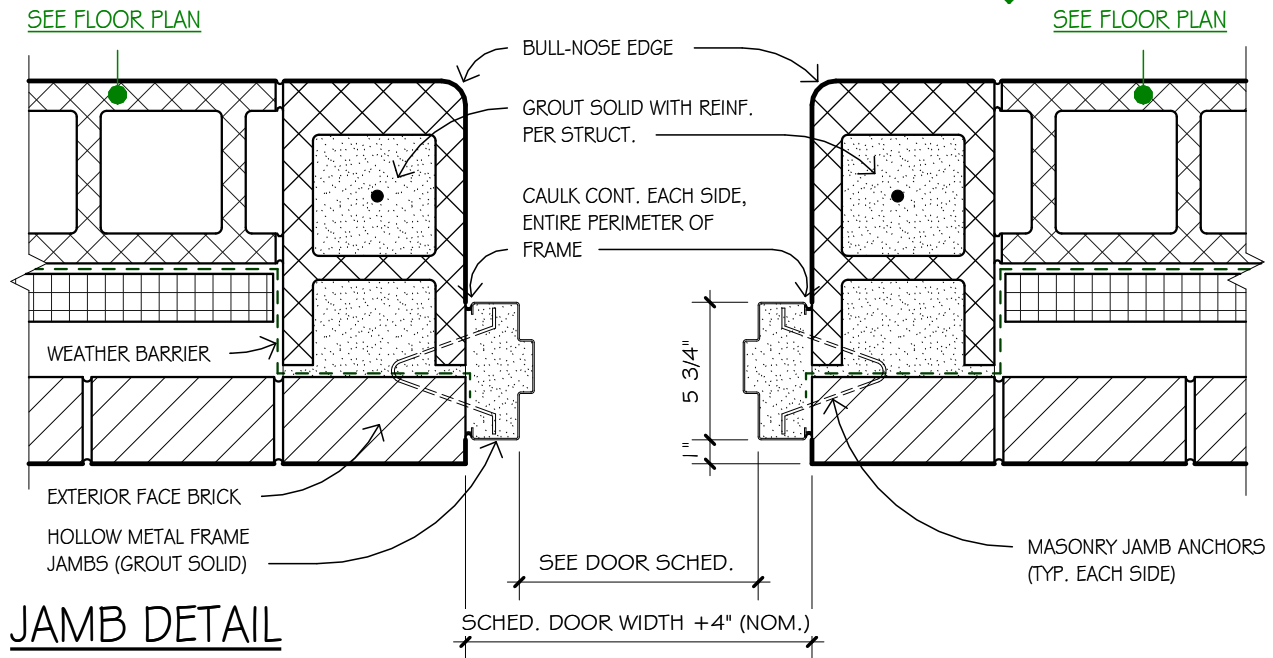 SEE FLOOR PLAN
SEE FLOOR PLAN
BULL-NOSE EDGE
GROUT SOLID WITH REINF.
PER STRUCT.
CAULK CONT. EACH SIDE,
ENTIRE PERIMETER OF
FRAME
WEATHER BARRIER
5 3/4"
1"
EXTERIOR FACE BRICK
HOLLOW METAL FRAME
JAMBS (GROUT SOLID)
MASONRY JAMB ANCHORS
(TYP. EACH SIDE)
SEE DOOR SCHED.
SCHED. DOOR WIDTH +4" (NOM.)
JAMB DETAIL